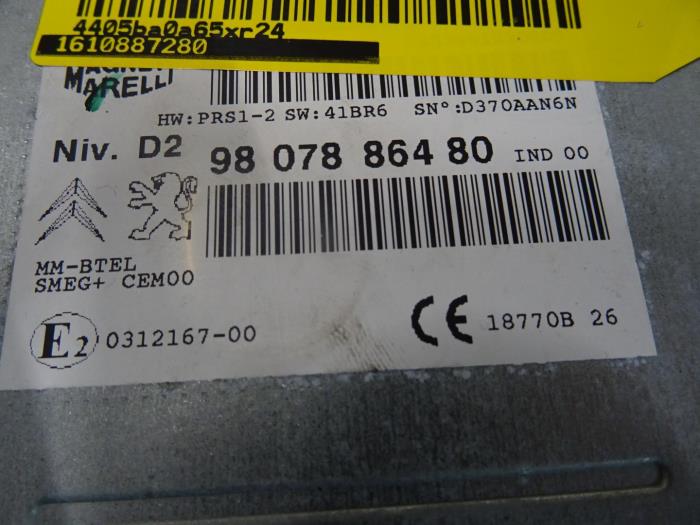 4405ba0a65xr24
1610887280
MAGNETI
MARELLI
HW:PRS1-2 SW:41BR6 SN°:D370AAN6N
Niv. D2 98 078 864 80 IND 00
MM-BTEL
SMEG+ CEM00
E2 0312167-00 CE 18770B 26